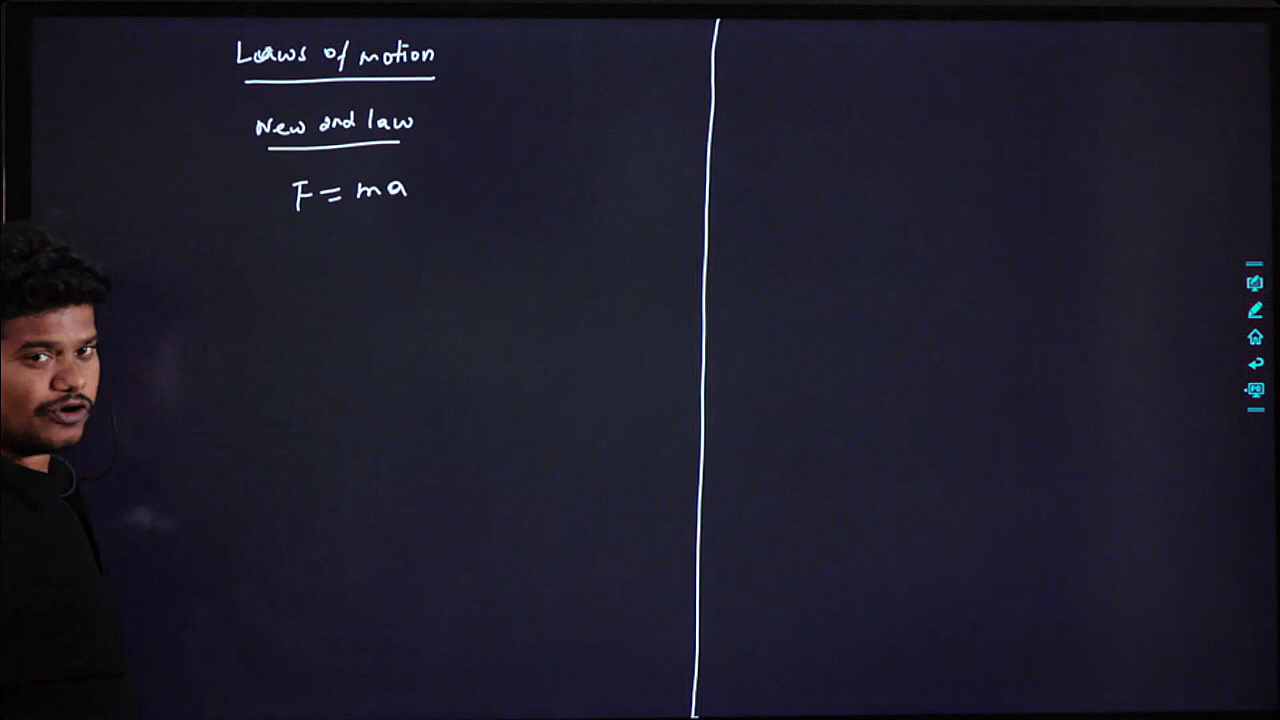 Laws of motion
New 2nd law
F = ma